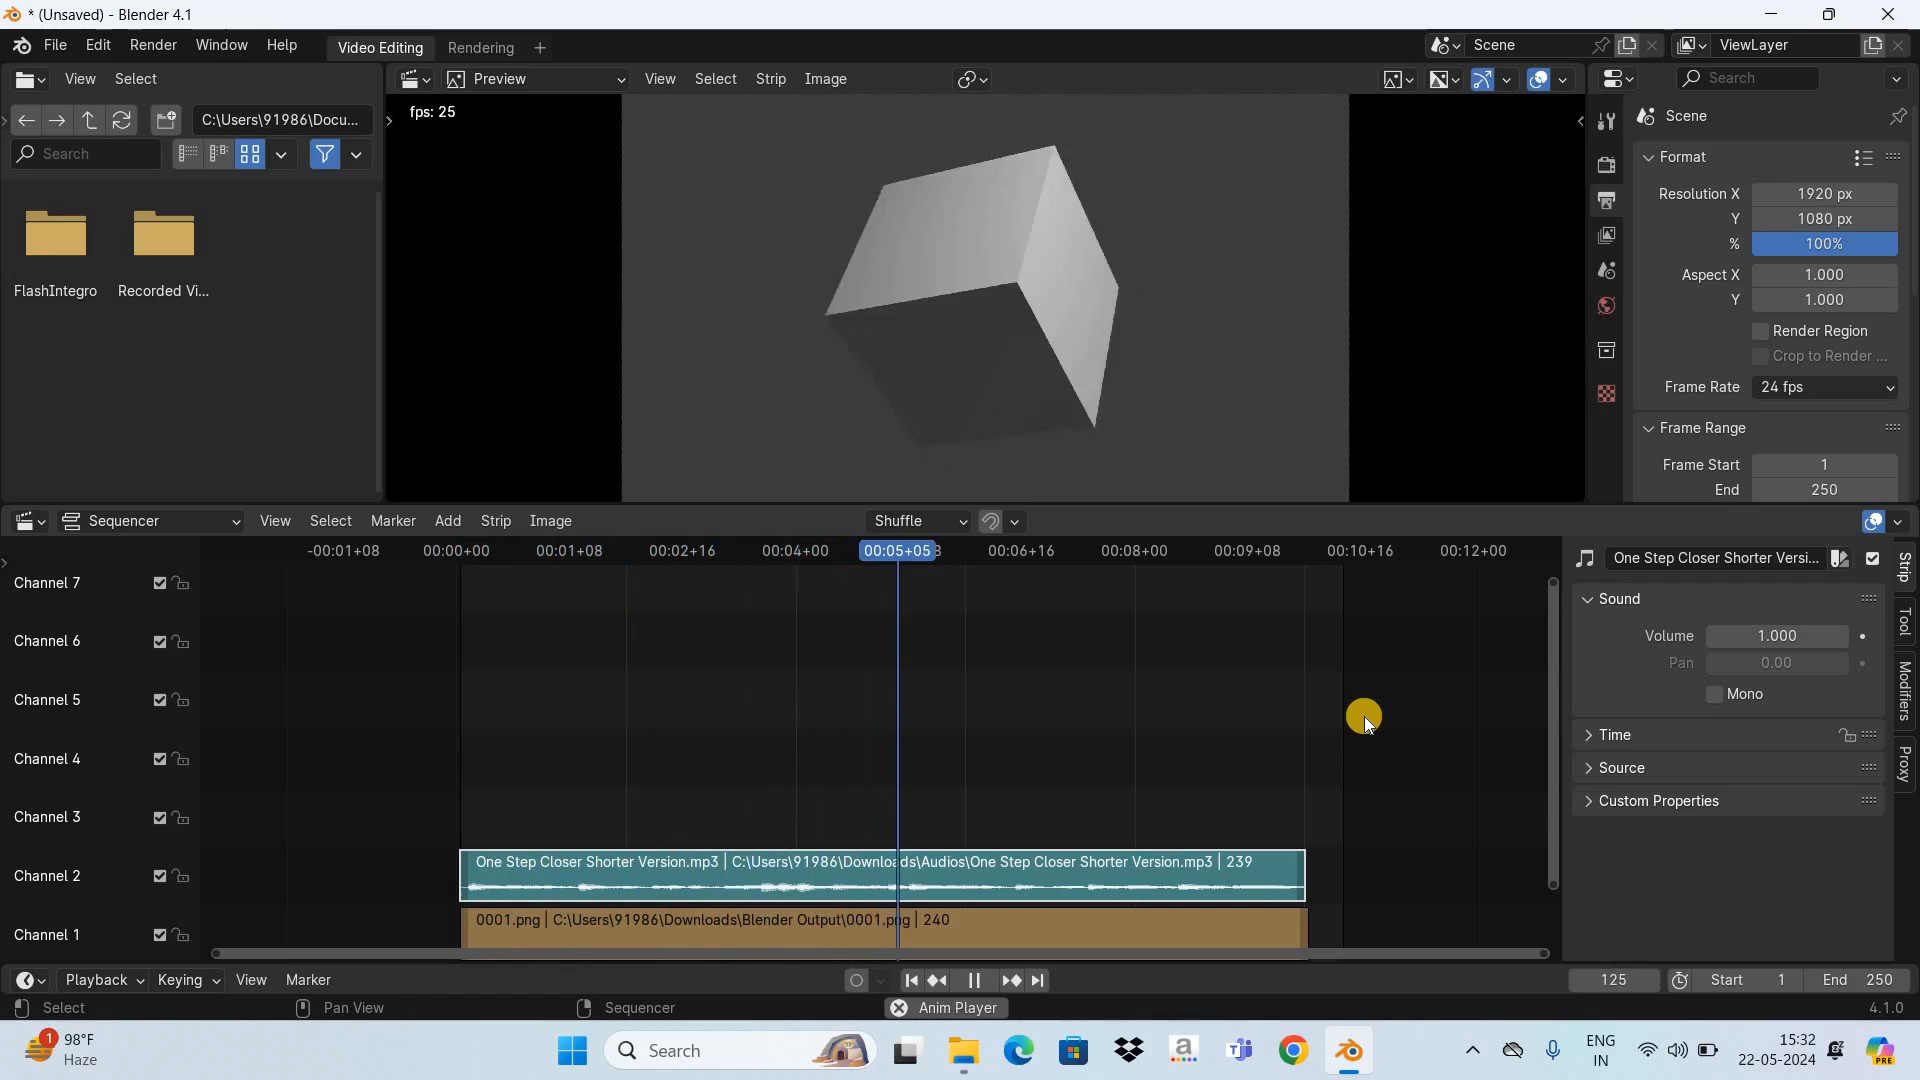 * (Unsaved) - Blender 4.1
File Edit Render Window Help Video Editing Rendering + Scene ViewLayer
View Select Preview View Select Strip Image Search
C:\Users\91986\Docu...
Search
FlashIntegro Recorded Vi...
fps: 25
Scene
Format
Resolution X 1920 px
Y 1080 px
% 100%
Aspect X 1.000
Y 1.000
Render Region
Crop to Render ...
Frame Rate 24 fps
Frame Range
Frame Start 1
End 250
Sequencer View Select Marker Add Strip Image Shuffle
-00:01+08 00:00+00 00:01+08 00:02+16 00:04+00 00:05+05 00:06+16 00:08+00 00:09+08 00:10+16 00:12+00
Channel 7
Channel 6
Channel 5
Channel 4
Channel 3
Channel 2
Channel 1
One Step Closer Shorter Version.mp3 | C:\Users\91986\Downloads\Audios\One Step Closer Shorter Version.mp3 | 239
0001.png | C:\Users\91986\Downloads\Blender Output\0001.png | 240
One Step Closer Shorter Versi...
Sound
Volume 1.000
Pan 0.00
Mono
Time
Source
Custom Properties
Strip
Tool
Modifiers
Proxy
Playback Keying View Marker 125 Start 1 End 250
Select Pan View Sequencer Anim Player 4.1.0
1 98°F
Haze
Search
a
ENG
IN
15:32
22-05-2024
PRE